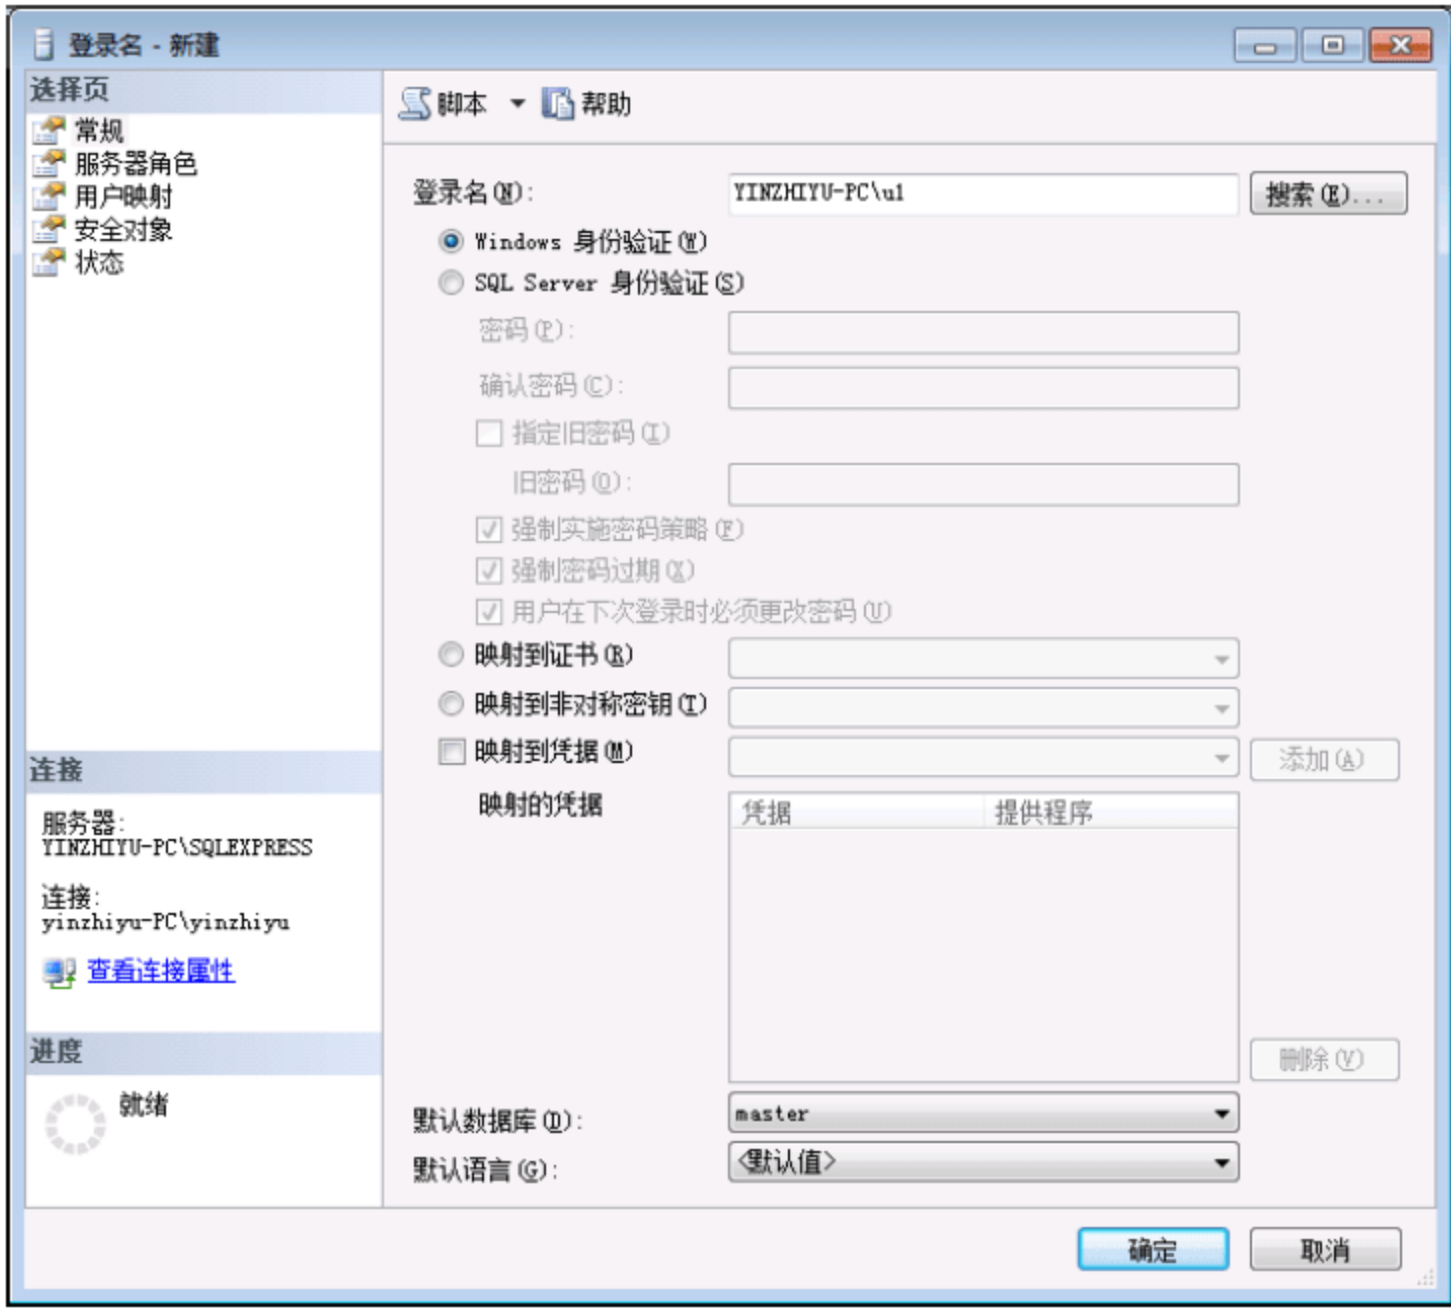 登录名 - 新建
选择页
常规
服务器角色
用户映射
安全对象
状态
脚本 帮助
登录名(N): YINZHIYU-PC\u1 搜索(E)...
Windows 身份验证(W)
SQL Server 身份验证(S)
密码(P):
确认密码(C):
指定旧密码(I)
旧密码(O):
强制实施密码策略(F)
强制密码过期(X)
用户在下次登录时必须更改密码(U)
映射到证书(R)
映射到非对称密钥(T)
映射到凭据(M) 添加(A)
映射的凭据 凭据 提供程序
删除(V)
默认数据库(D): master
默认语言(G): <默认值>
连接
服务器:
YINZHIYU-PC\SQLEXPRESS
连接:
yinzhiyu-PC\yinzhiyu
查看连接属性
进度
就绪
确定 取消